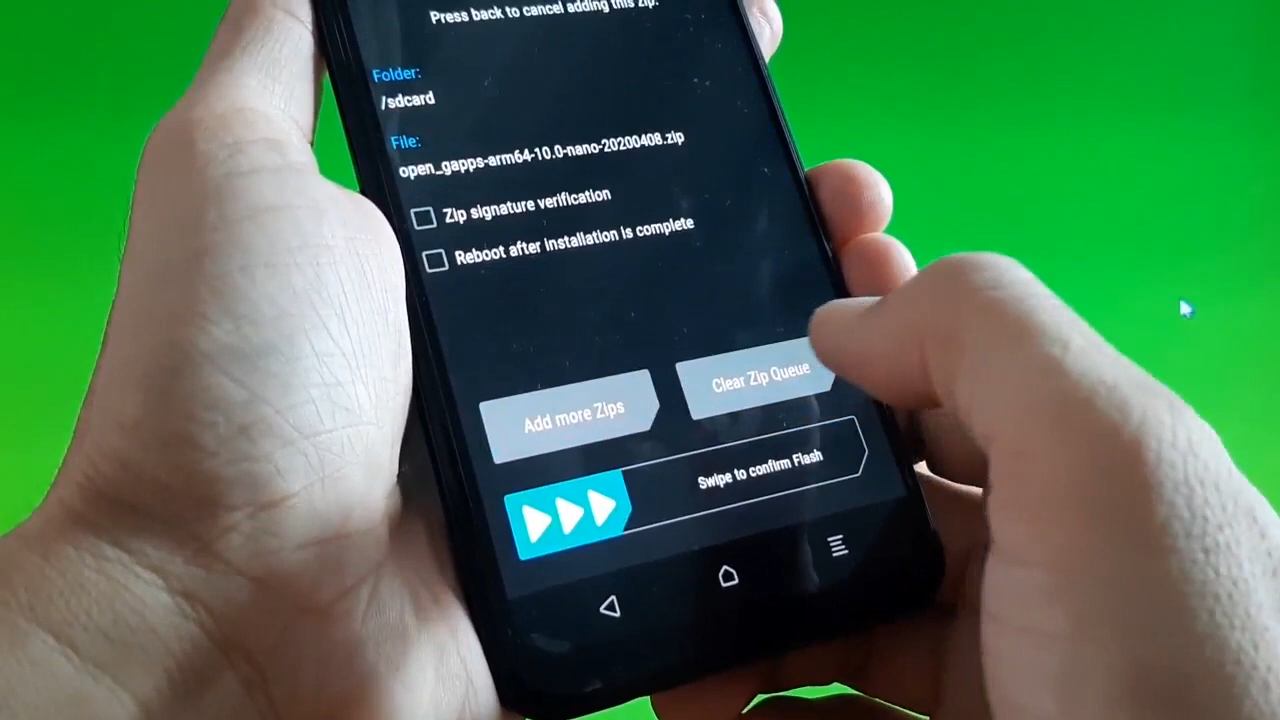 Press back to cancel adding this zip.
Folder:
/sdcard
File:
open_gapps-arm64-10.0-nano-20200408.zip
Zip signature verification
Reboot after installation is complete
Add more Zips
Clear Zip Queue
Swipe to confirm Flash